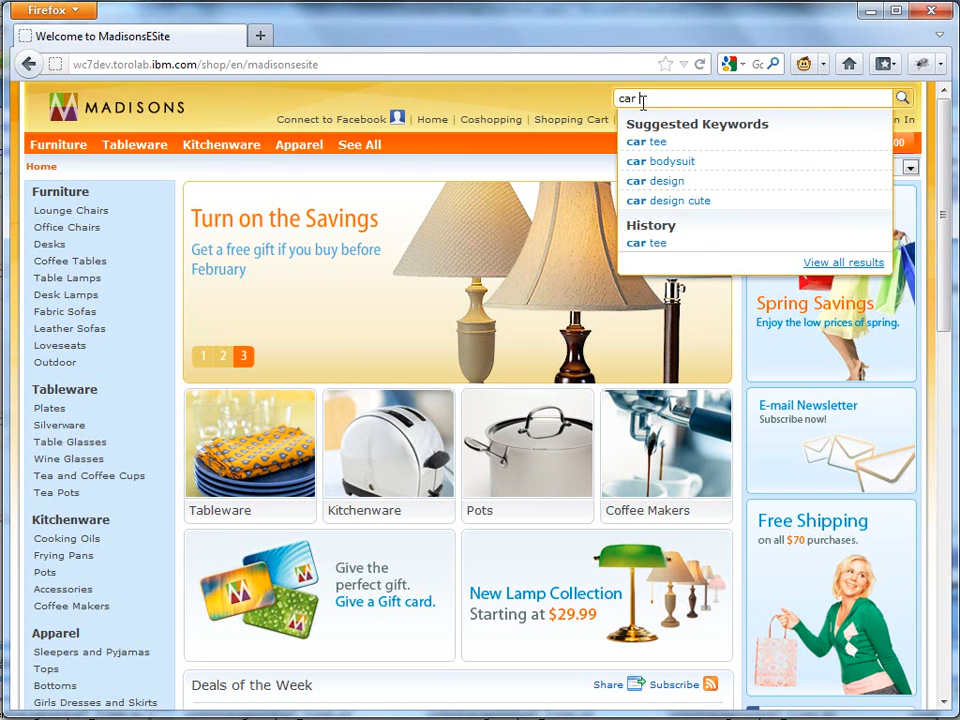 Firefox
Welcome to MadisonsESite
wc7dev.torolab.ibm.com/shop/en/madisonsesite
MADISONS
car
Connect to Facebook | Home | Coshopping | Shopping Cart |
Furniture Tableware Kitchenware Apparel See All
Home
Suggested Keywords
car tee
car bodysuit
car design
car design cute
History
car tee
View all results
Furniture
Lounge Chairs
Office Chairs
Desks
Coffee Tables
Table Lamps
Desk Lamps
Fabric Sofas
Leather Sofas
Loveseats
Outdoor
Tableware
Plates
Silverware
Table Glasses
Wine Glasses
Tea and Coffee Cups
Tea Pots
Kitchenware
Cooking Oils
Frying Pans
Pots
Accessories
Coffee Makers
Apparel
Sleepers and Pyjamas
Tops
Bottoms
Girls Dresses and Skirts
Turn on the Savings
Get a free gift if you buy before
February
1 2 3
Tableware
Kitchenware
Pots
Coffee Makers
Give the
perfect gift.
Give a Gift card.
New Lamp Collection
Starting at $29.99
Deals of the Week
Share
Subscribe
Spring Savings
Enjoy the low prices of spring.
E-mail Newsletter
Subscribe now!
Free Shipping
on all $70 purchases.